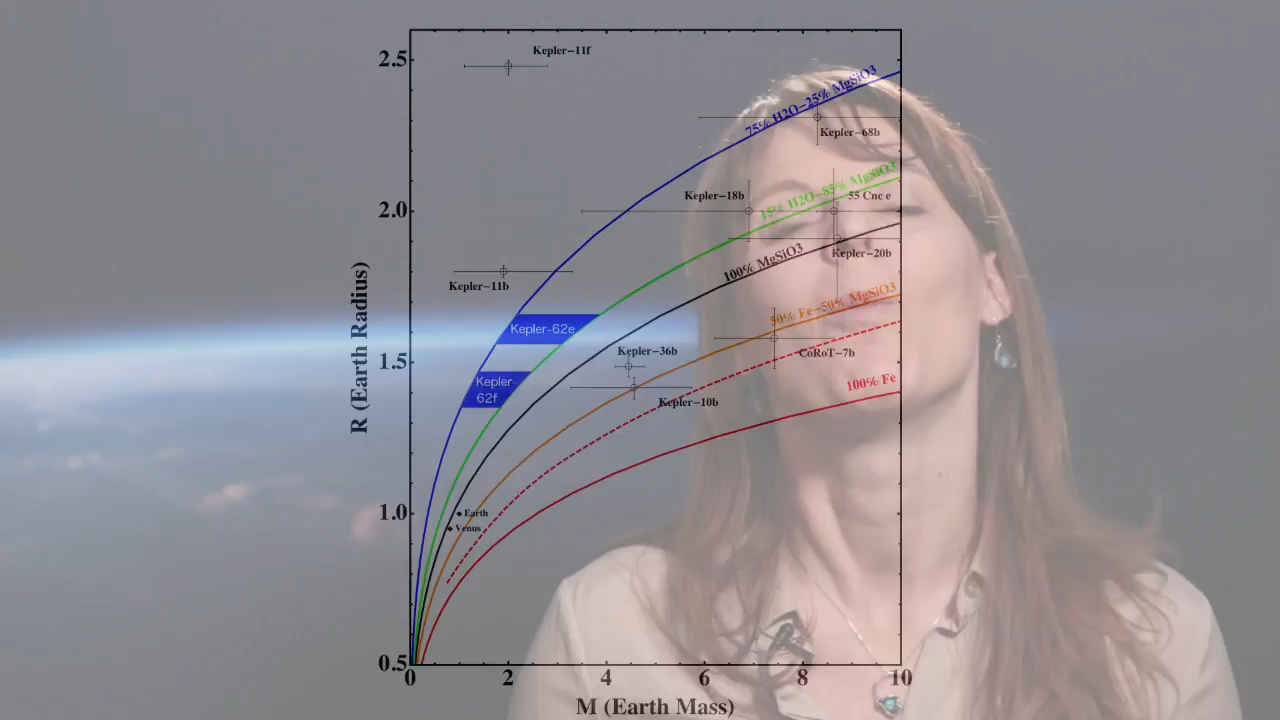 Kepler−11f
2.5
75% H2O−25% MgSiO3
Kepler−68b
15% H2O−85% MgSiO3
Kepler−18b
55 Cnc e
2.0
100% MgSiO3
Kepler−20b
Kepler−11b
50% Fe−50% MgSiO3
Kepler-62e
Kepler−36b
CoRoT−7b
1.5
Kepler-
62f
100% Fe
Kepler−10b
R (Earth Radius)
1.0
Earth
Venus
0.5
0 2 4 6 8 10
M (Earth Mass)